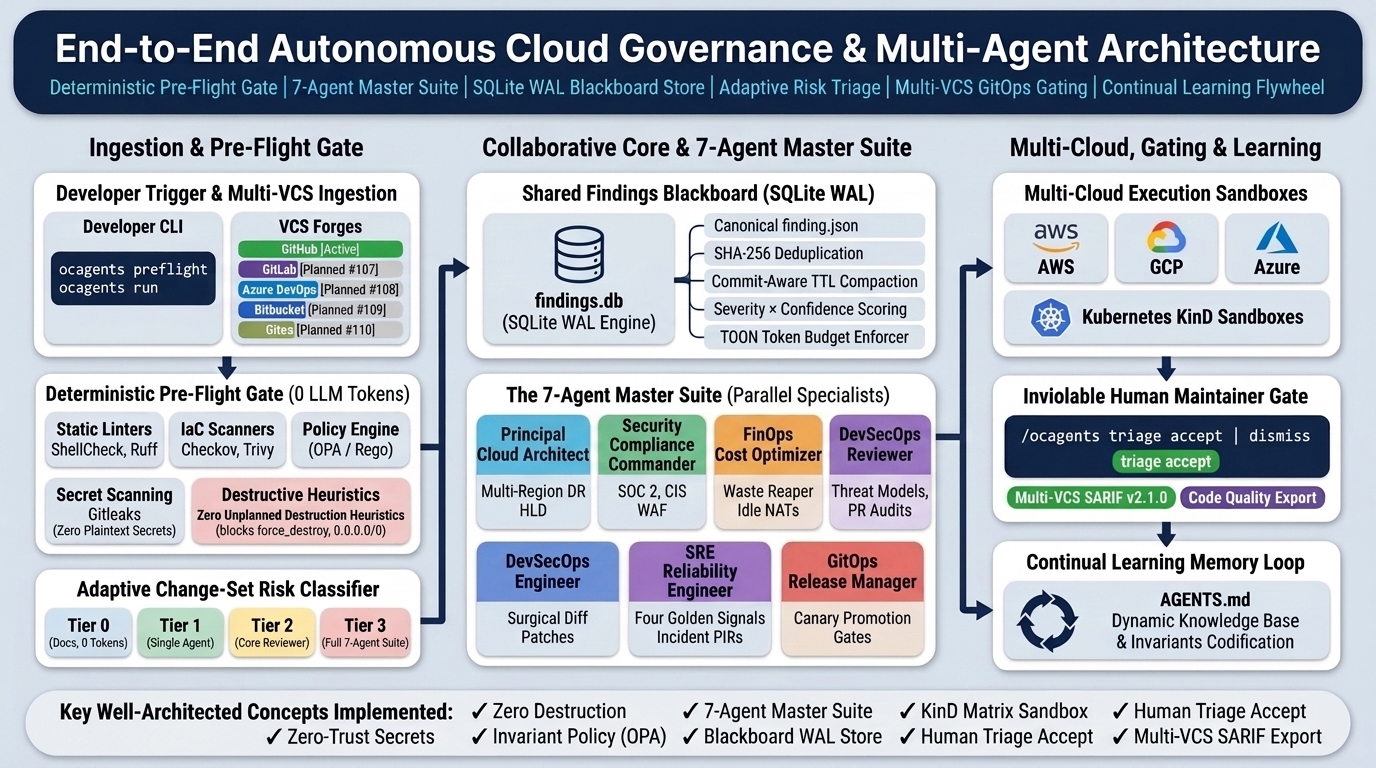 End-to-End Autonomous Cloud Governance & Multi-Agent Architecture
Deterministic Pre-Flight Gate | 7-Agent Master Suite | SQLite WAL Blackboard Store | Adaptive Risk Triage | Multi-VCS GitOps Gating | Continual Learning Flywheel
Ingestion & Pre-Flight Gate
Developer Trigger & Multi-VCS Ingestion
Developer CLI
ocagents preflight
ocagents run
VCS Forges
GitHub [Active]
GitLab [Planned #107]
Azure DevOps [Planned #108]
Bitbucket [Planned #109]
Gites [Planned #110]
Deterministic Pre-Flight Gate (0 LLM Tokens)
Static Linters
ShellCheck, Ruff
IaC Scanners
Checkov, Trivy
Policy Engine
(OPA / Rego)
Secret Scanning
Gitleaks
(Zero Plaintext Secrets)
Destructive Heuristics
Zero Unplanned Destruction Heuristics
(blocks force_destroy, 0.0.0.0/0)
Adaptive Change-Set Risk Classifier
Tier 0
(Docs, 0 Tokens)
Tier 1
(Single Agent)
Tier 2
(Core Reviewer)
Tier 3
(Full 7-Agent Suite)
Collaborative Core & 7-Agent Master Suite
Shared Findings Blackboard (SQLite WAL)
findings.db
(SQLite WAL Engine)
Canonical finding.json
SHA-256 Deduplication
Commit-Aware TTL Compaction
Severity × Confidence Scoring
TOON Token Budget Enforcer
The 7-Agent Master Suite (Parallel Specialists)
Principal
Cloud Architect
Multi-Region DR
HLD
Security
Compliance
Commander
SOC 2, CIS
WAF
FinOps
Cost Optimizer
Waste Reaper
Idle NATs
DevSecOps
Reviewer
Threat Models,
PR Audits
DevSecOps
Engineer
Surgical Diff
Patches
SRE
Reliability
Engineer
Four Golden Signals
Incident PIRs
GitOps
Release Manager
Canary Promotion
Gates
Multi-Cloud, Gating & Learning
Multi-Cloud Execution Sandboxes
aws
AWS
GCP
Azure
Kubernetes KinD Sandboxes
Inviolable Human Maintainer Gate
/ocagents triage accept | dismiss
triage accept
Multi-VCS SARIF v2.1.0
Code Quality Export
Continual Learning Memory Loop
AGENTS.md
Dynamic Knowledge Base
& Invariants Codification
Key Well-Architected Concepts Implemented:
✓ Zero Destruction
✓ 7-Agent Master Suite
✓ KinD Matrix Sandbox
✓ Human Triage Accept
✓ Zero-Trust Secrets
✓ Invariant Policy (OPA)
✓ Blackboard WAL Store
✓ Human Triage Accept
✓ Multi-VCS SARIF Export